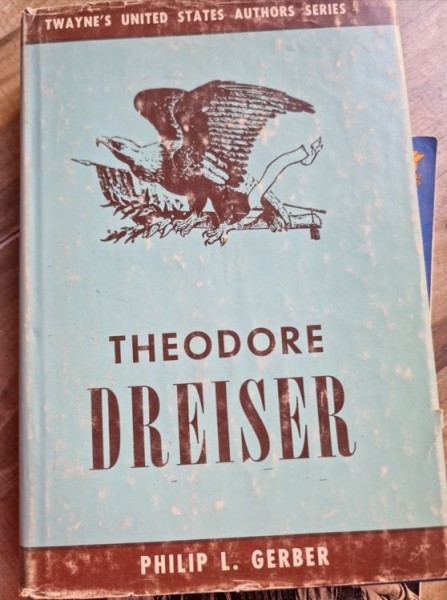 TWAYNE'S UNITED STATES AUTHORS SERIES
THEODORE
DREISER
PHILIP L. GERBER